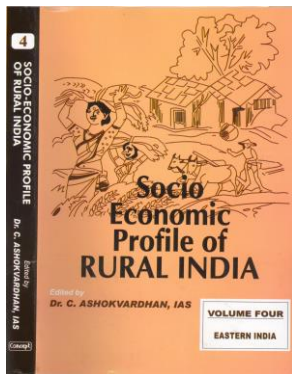 4
SOCIO-ECONOMIC PROFILE
OF RURAL INDIA
Edited by
Dr. C. ASHOKVARDHAN, IAS
Concept
Socio
Economic
Profile of
RURAL INDIA
Edited by
Dr. C. ASHOKVARDHAN, IAS
VOLUME FOUR
EASTERN INDIA